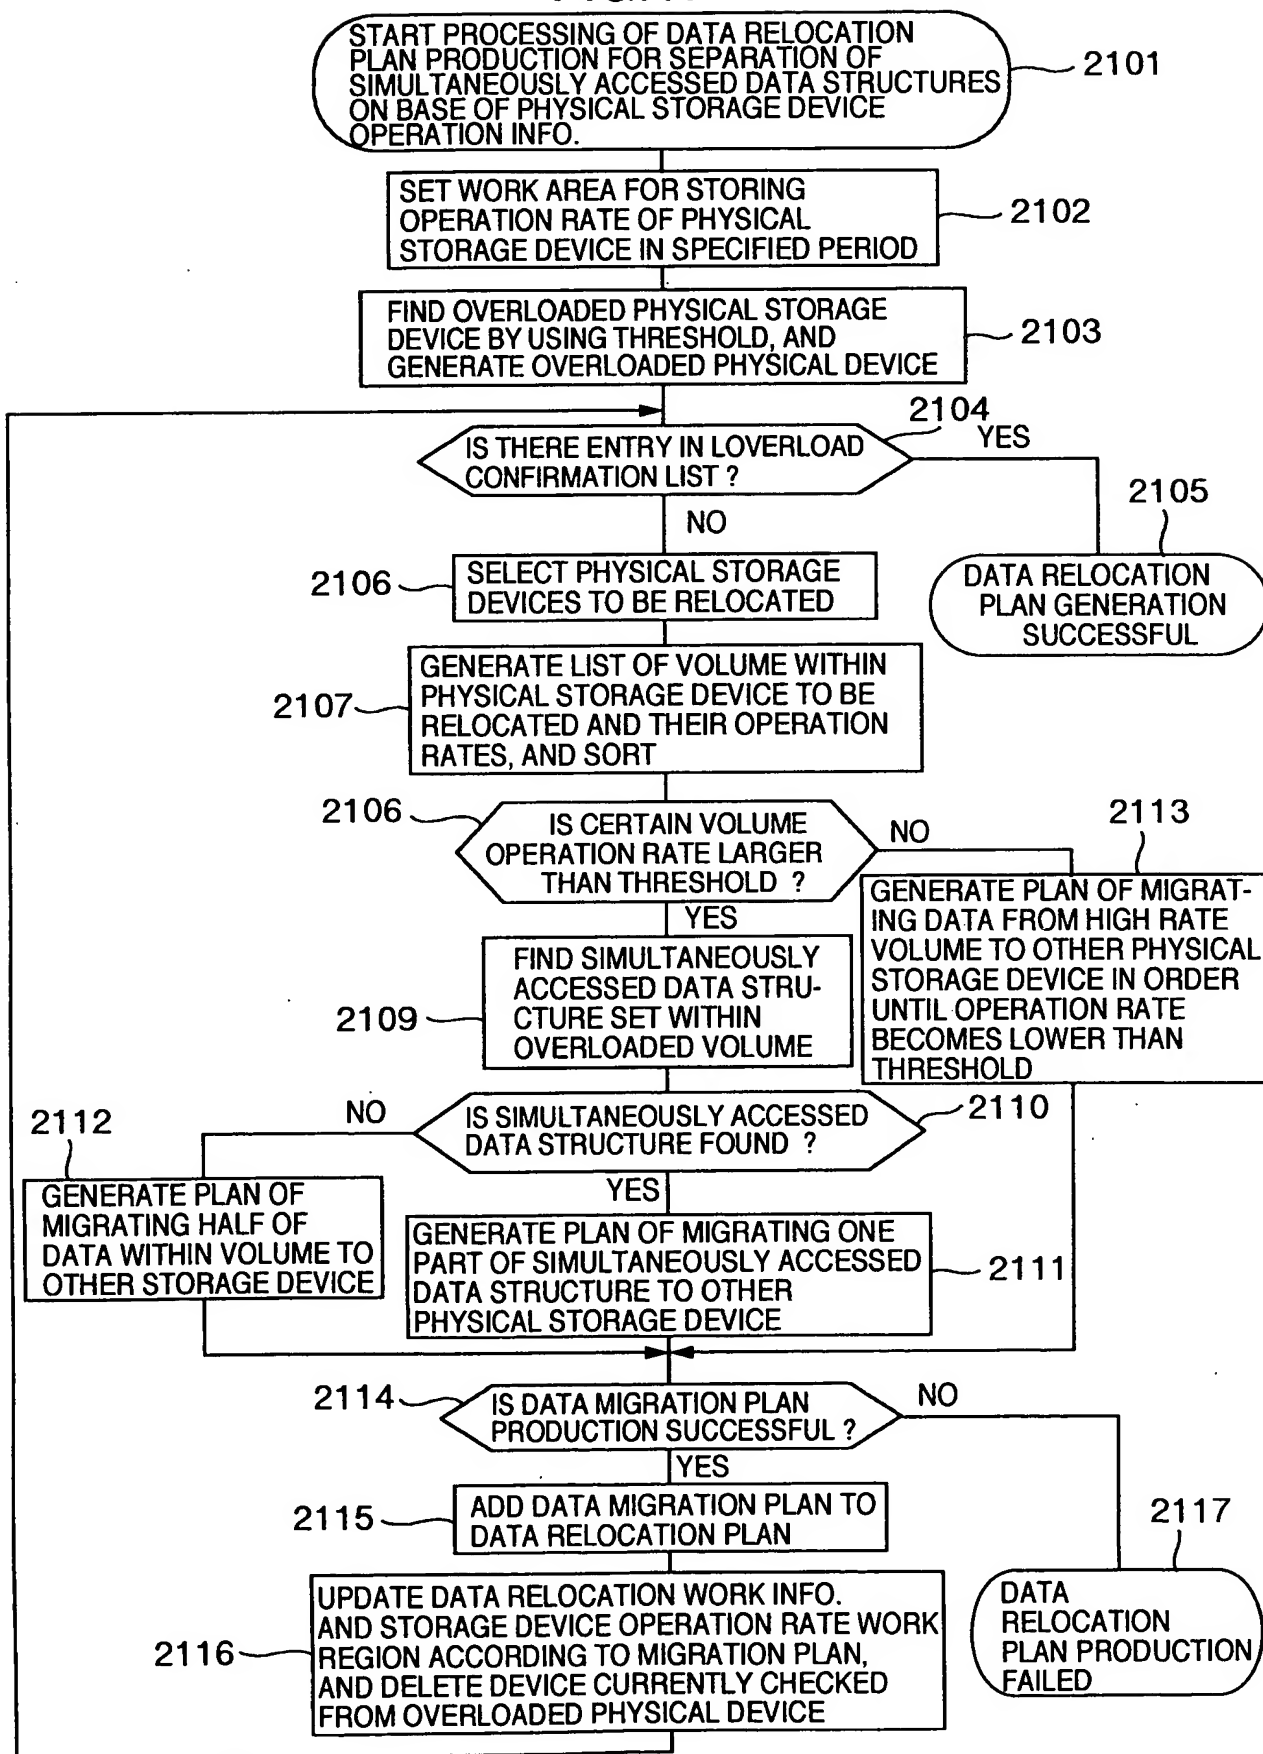 START PROCESSING OF DATA RELOCATION
PLAN PRODUCTION FOR SEPARATION OF
SIMULTANEOUSLY ACCESSED DATA STRUCTURES
ON BASE OF PHYSICAL STORAGE DEVICE
OPERATION INFO.
2101
SET WORK AREA FOR STORING
OPERATION RATE OF PHYSICAL
STORAGE DEVICE IN SPECIFIED PERIOD
2102
FIND OVERLOADED PHYSICAL STORAGE
DEVICE BY USING THRESHOLD, AND
GENERATE OVERLOADED PHYSICAL DEVICE
2103
2104
IS THERE ENTRY IN LOVERLOAD
CONFIRMATION LIST ?
YES
NO
2105
DATA RELOCATION
PLAN GENERATION
SUCCESSFUL
2106
SELECT PHYSICAL STORAGE
DEVICES TO BE RELOCATED
2107
GENERATE LIST OF VOLUME WITHIN
PHYSICAL STORAGE DEVICE TO BE
RELOCATED AND THEIR OPERATION
RATES, AND SORT
2106
IS CERTAIN VOLUME
OPERATION RATE LARGER
THAN THRESHOLD ?
NO
YES
2113
GENERATE PLAN OF MIGRAT-
ING DATA FROM HIGH RATE
VOLUME TO OTHER PHYSICAL
STORAGE DEVICE IN ORDER
UNTIL OPERATION RATE
BECOMES LOWER THAN
THRESHOLD
2109
FIND SIMULTANEOUSLY
ACCESSED DATA STRU-
CTURE SET WITHIN
OVERLOADED VOLUME
2110
IS SIMULTANEOUSLY ACCESSED
DATA STRUCTURE FOUND ?
NO
YES
2112
GENERATE PLAN OF
MIGRATING HALF OF
DATA WITHIN VOLUME TO
OTHER STORAGE DEVICE
GENERATE PLAN OF MIGRATING ONE
PART OF SIMULTANEOUSLY ACCESSED
DATA STRUCTURE TO OTHER
PHYSICAL STORAGE DEVICE
2111
2114
IS DATA MIGRATION PLAN
PRODUCTION SUCCESSFUL ?
NO
YES
2115
ADD DATA MIGRATION PLAN TO
DATA RELOCATION PLAN
2117
DATA
RELOCATION
PLAN PRODUCTION
FAILED
2116
UPDATE DATA RELOCATION WORK INFO.
AND STORAGE DEVICE OPERATION RATE WORK
REGION ACCORDING TO MIGRATION PLAN,
AND DELETE DEVICE CURRENTLY CHECKED
FROM OVERLOADED PHYSICAL DEVICE